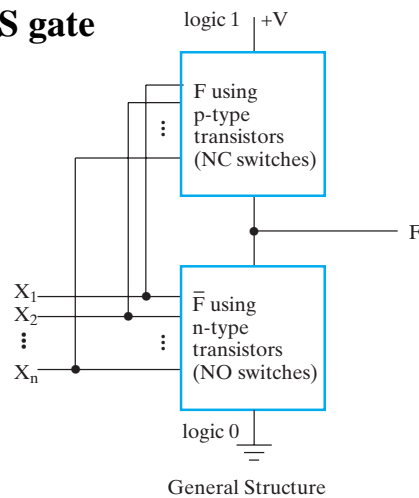 S gate
logic 1 +V
F using
p-type
transistors
(NC switches)
F
X₁
X₂
Xₙ
F̅ using
n-type
transistors
(NO switches)
logic 0
General Structure